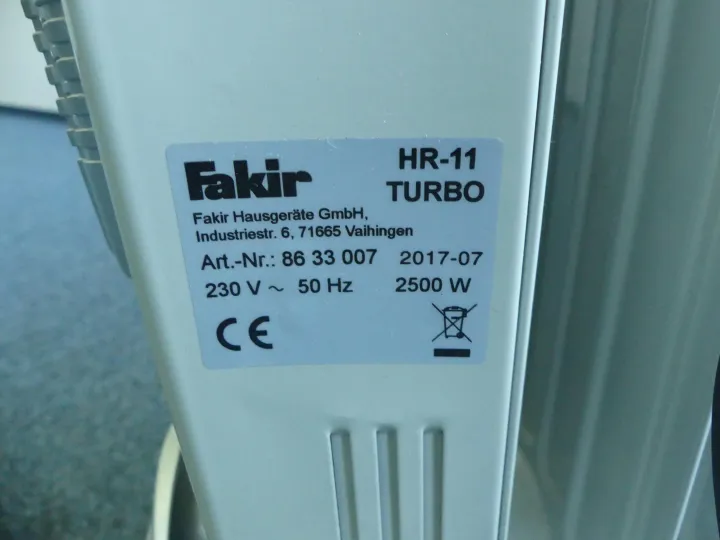 Fakir
HR-11
TURBO
Fakir Hausgeräte GmbH,
Industriestr. 6, 71665 Vaihingen
Art.-Nr.: 86 33 007 2017-07
230 V ~ 50 Hz 2500 W
CE